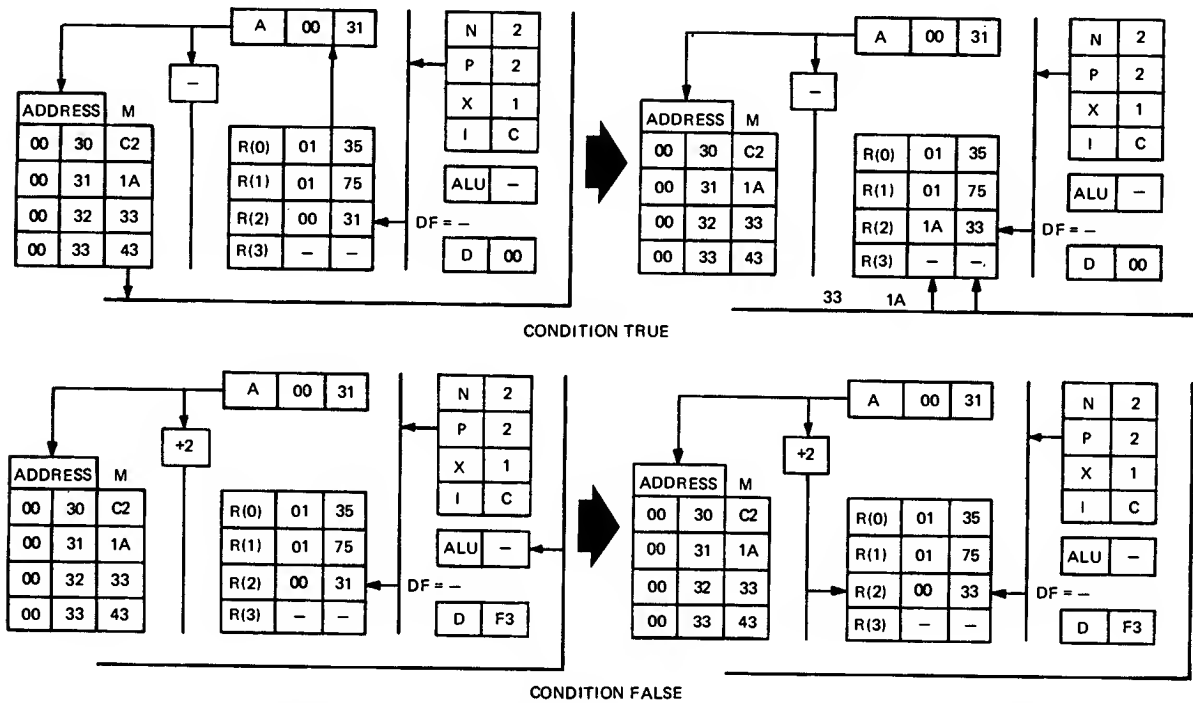 A 00 31
N 2
P 2
X 1
I C
–
ADDRESS M
00 30 C2
00 31 1A
00 32 33
00 33 43
R(0) 01 35
R(1) 01 75
R(2) 00 31
R(3) – –
ALU –
DF = –
D 00
A 00 31
N 2
P 2
X 1
I C
–
ADDRESS M
00 30 C2
00 31 1A
00 32 33
00 33 43
R(0) 01 35
R(1) 01 75
R(2) 1A 33
R(3) – –.
ALU –
DF = –
D 00
33 1A
CONDITION TRUE
A 00 31
N 2
P 2
X 1
I C
+2
ADDRESS M
00 30 C2
00 31 1A
00 32 33
00 33 43
R(0) 01 35
R(1) 01 75
R(2) 00 31
R(3) – –
ALU –
DF = –
D F3
A 00 31
N 2
P 2
X 1
I C
+2
ADDRESS M
00 30 C2
00 31 1A
00 32 33
00 33 43
R(0) 01 35
R(1) 01 75
R(2) 00 33
R(3) – –
ALU –
DF = –
D F3
CONDITION FALSE